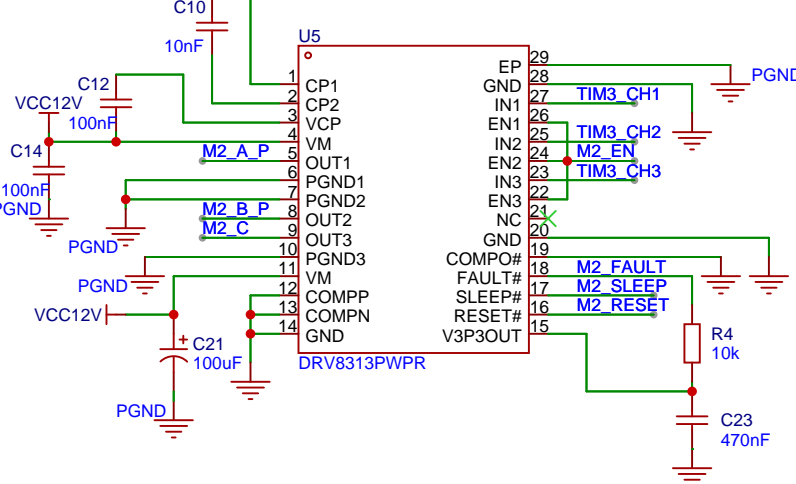 C10
10nF
U5
C12
VCC12V
100nF
C14
100nF
PGND
M2_A_P
PGND
M2_B_P
M2_C
PGND
VCC12V
C21
+
100uF
PGND
1 CP1
2 CP2
3 VCP
4 VM
5 OUT1
6 PGND1
7 PGND2
8 OUT2
9 OUT3
10 PGND3
11 VM
12 COMPP
13 COMPN
14 GND
EP 29
GND 28
IN1 27
EN1 26
IN2 25
EN2 24
IN3 23
EN3 22
NC 21
GND 20
COMPO# 19
FAULT# 18
SLEEP# 17
RESET# 16
V3P3OUT 15
DRV8313PWPR
PGND
TIM3_CH1
TIM3_CH2
M2_EN
TIM3_CH3
M2_FAULT
M2_SLEEP
M2_RESET
R4
10k
C23
470nF